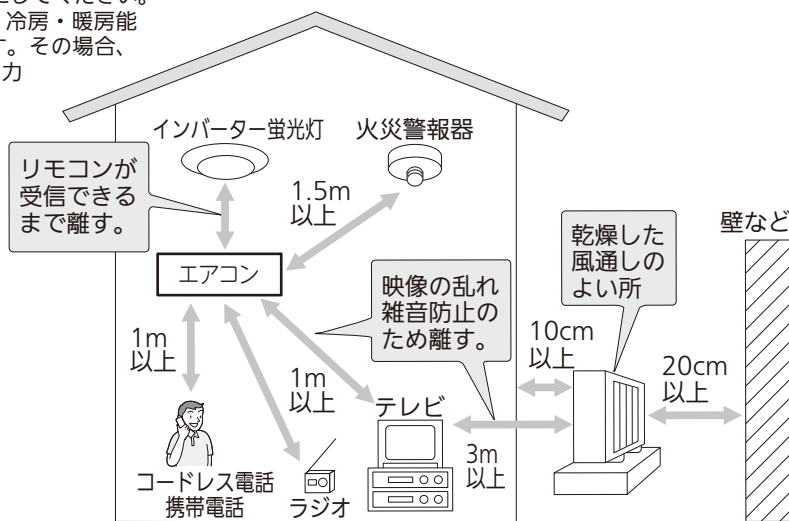 冷房・暖房能
す。その場合、
力
インバーター蛍光灯
火災警報器
リモコンが
受信できる
まで離す。
1.5m
以上
エアコン
映像の乱れ
雑音防止の
ため離す。
乾燥した
風通しの
よい所
壁など
1m
以上
1m
以上
10cm
以上
20cm
以上
テレビ
3m
以上
コードレス電話
携帯電話
ラジオ